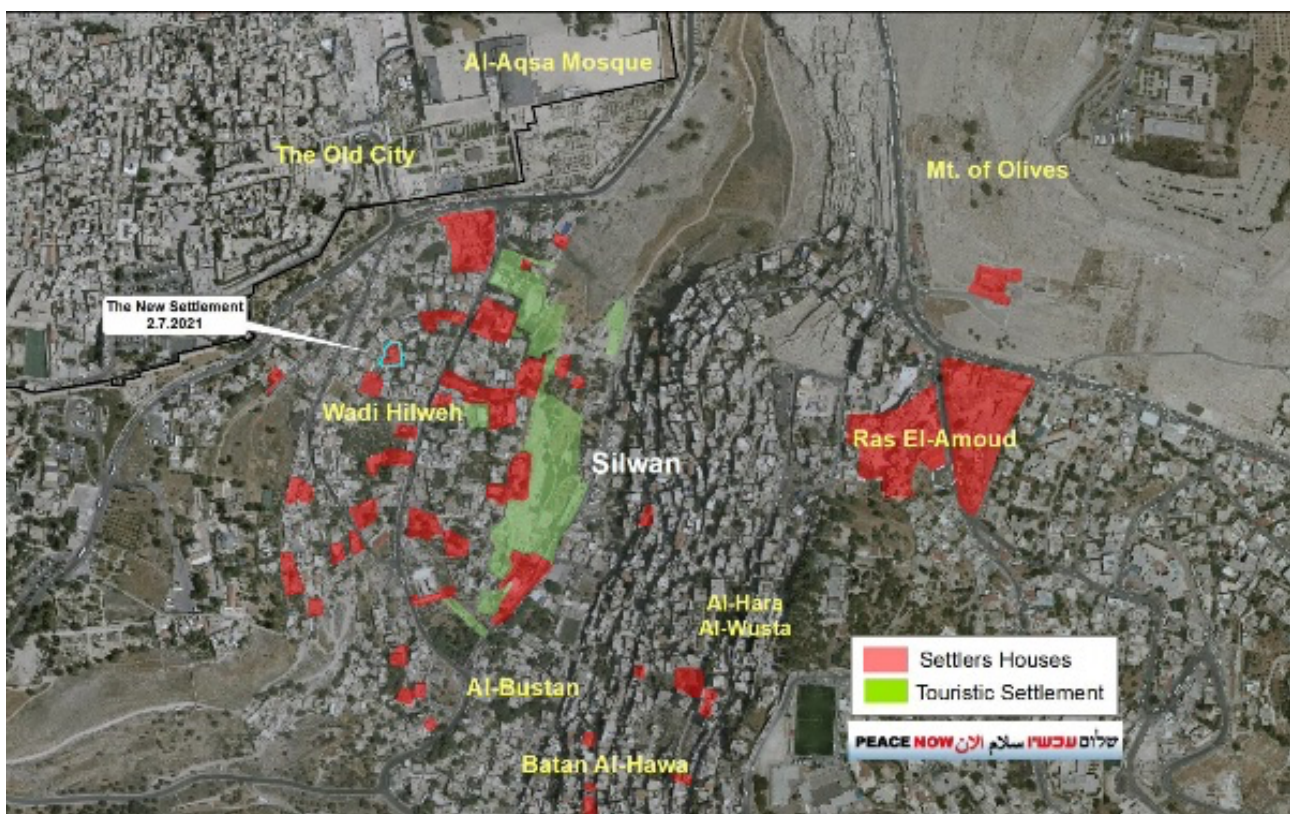 Al-Aqsa Mosque
The Old City
Mt. of Olives
The New Settlement
2.7.2021
Wadi Hilweh
Ras El-Amoud
Silwan
Al-Hara
Al-Wusta
Settlers Houses
Touristic Settlement
Al-Bustan
PEACE NOW שלום עכשיו سلام الآن
Batan Al-Hawa